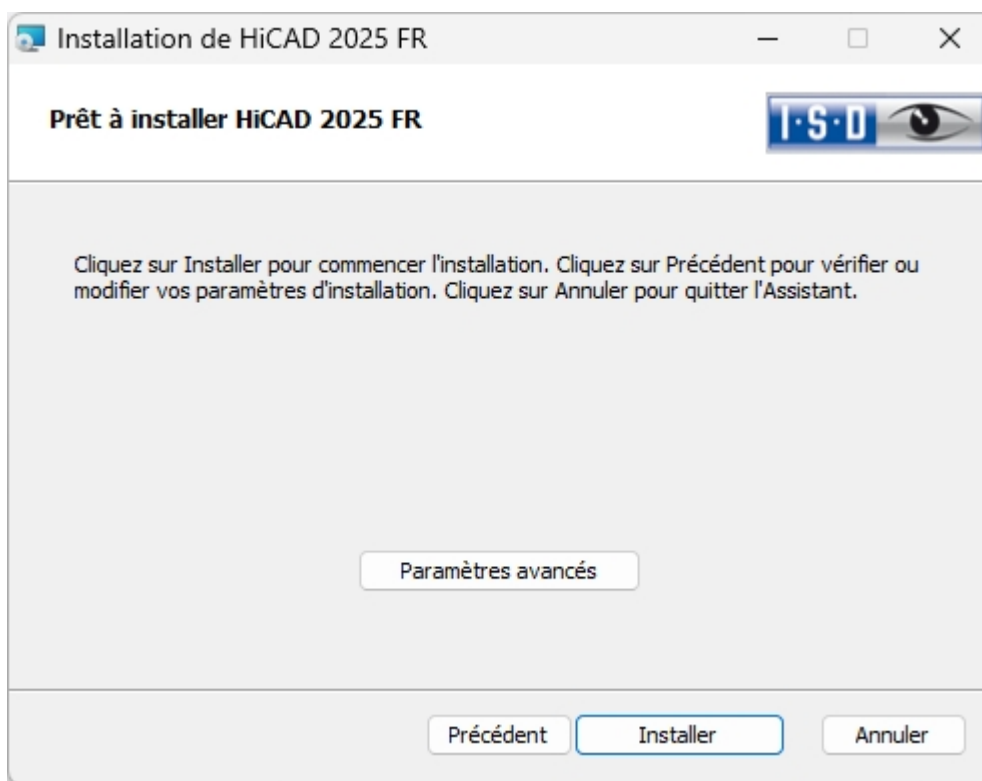 Installation de HiCAD 2025 FR
Prêt à installer HiCAD 2025 FR
I·S·D
Cliquez sur Installer pour commencer l'installation. Cliquez sur Précédent pour vérifier ou
modifier vos paramètres d'installation. Cliquez sur Annuler pour quitter l'Assistant.
Paramètres avancés
Précédent
Installer
Annuler